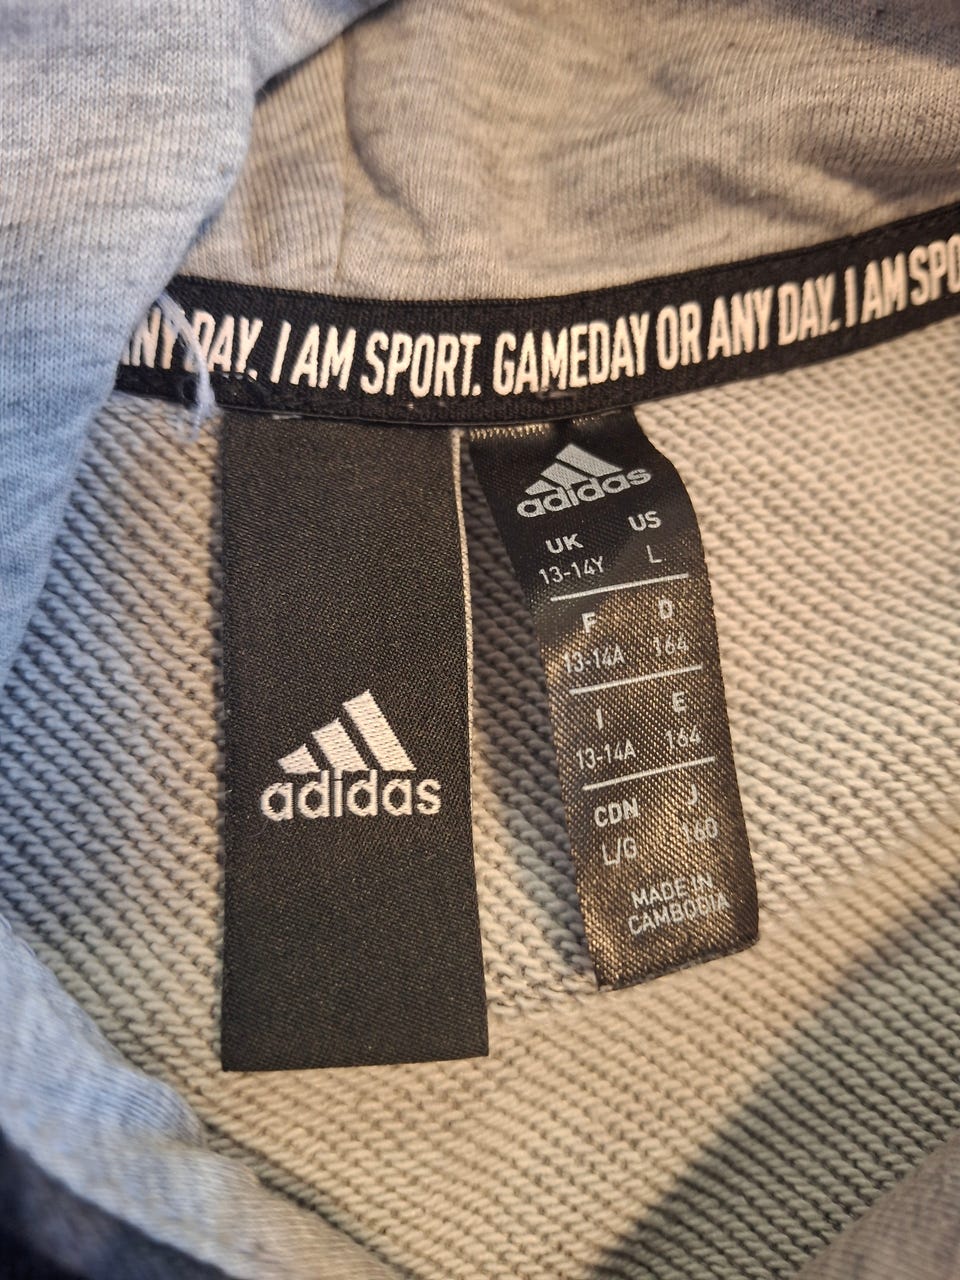 ANY DAY. I AM SPORT. GAMEDAY OR ANY DAY. I AM SPO
adidas
adidas
UK US
13-14Y L
F D
13-14A 164
I E
13-14A 164
CDN J
L/G 160
MADE IN
CAMBODIA